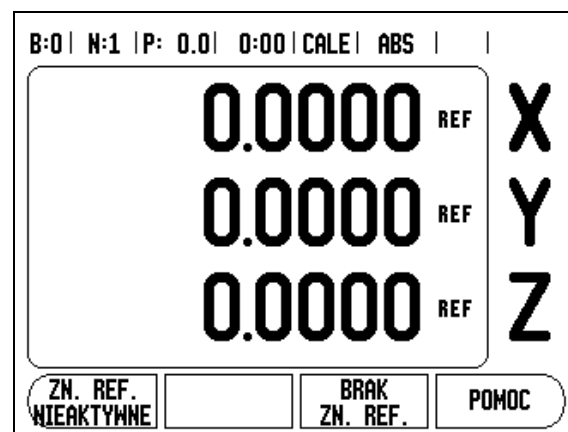 B:0 | N:1 | P: 0.0 | 0:00 | CALE | ABS | |
0.0000 REF X
0.0000 REF Y
0.0000 REF Z
ZN. REF. NIEAKTYWNE
BRAK ZN. REF.
POMOC